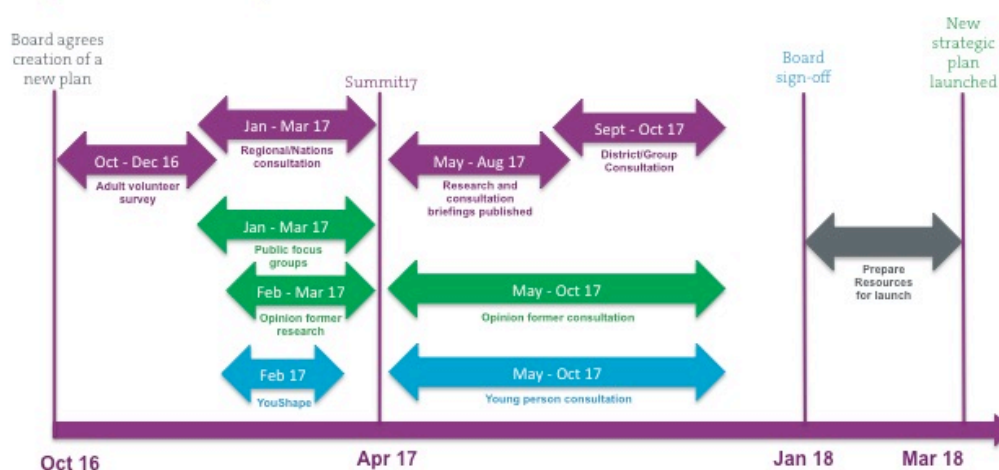 Board agrees
creation of a
new plan
Summit17
Board
sign-off
New
strategic
plan
launched
Oct - Dec 16
Adult volunteer
survey
Jan - Mar 17
Regional/Nations
consultation
May - Aug 17
Research and
consultation
briefings published
Sept - Oct 17
District/Group
Consultation
Jan - Mar 17
Public focus
groups
Feb - Mar 17
Opinion former
research
May - Oct 17
Opinion former consultation
Prepare
Resources
for launch
Feb 17
YouShape
May - Oct 17
Young person consultation
Oct 16
Apr 17
Jan 18
Mar 18